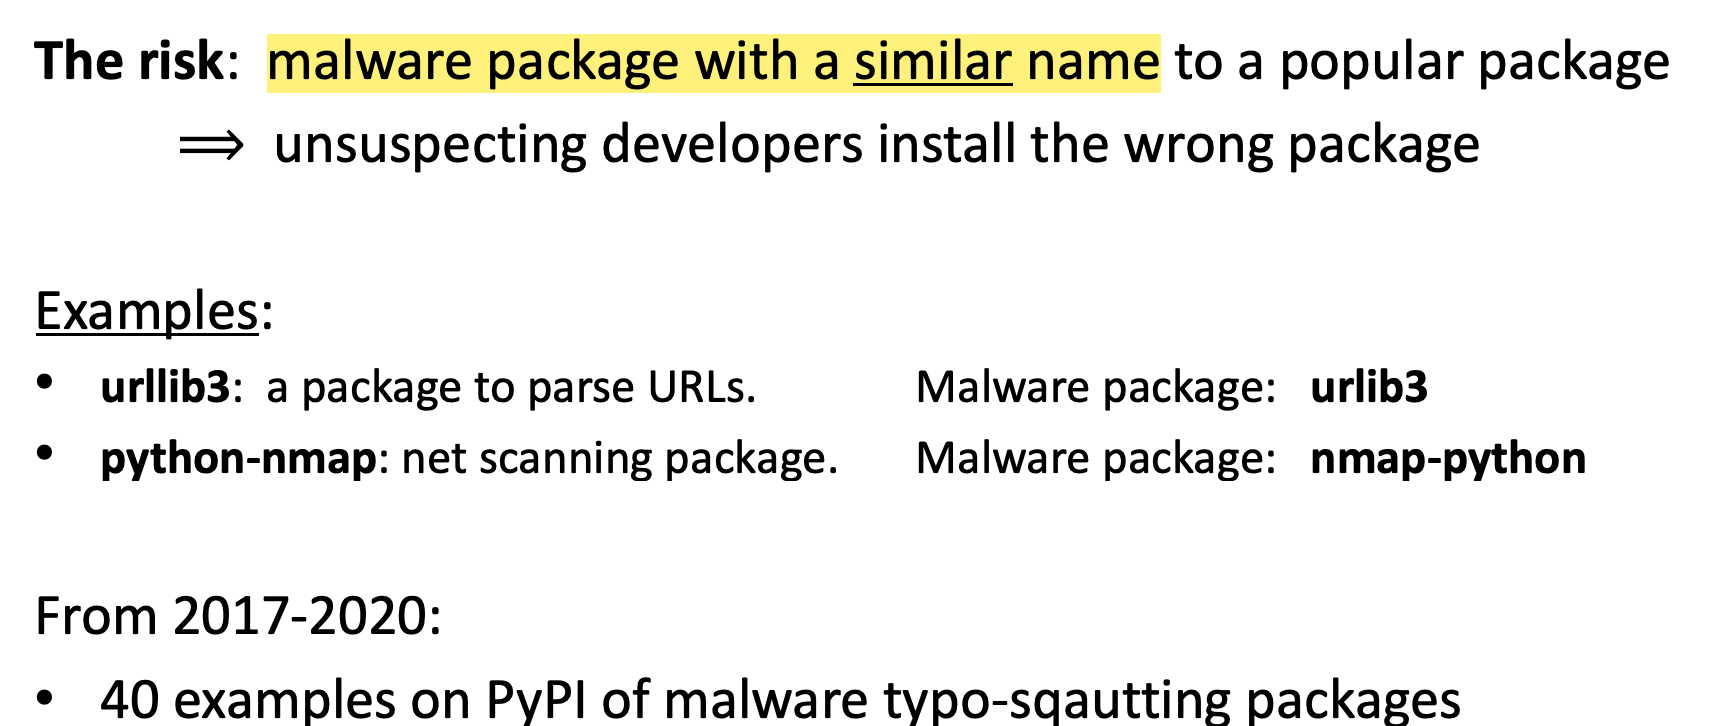 The risk: malware package with a similar name to a popular package
⟹ unsuspecting developers install the wrong package
Examples:
• urllib3: a package to parse URLs. Malware package: urlib3
• python-nmap: net scanning package. Malware package: nmap-python
From 2017-2020:
• 40 examples on PyPI of malware typo-sqautting packages